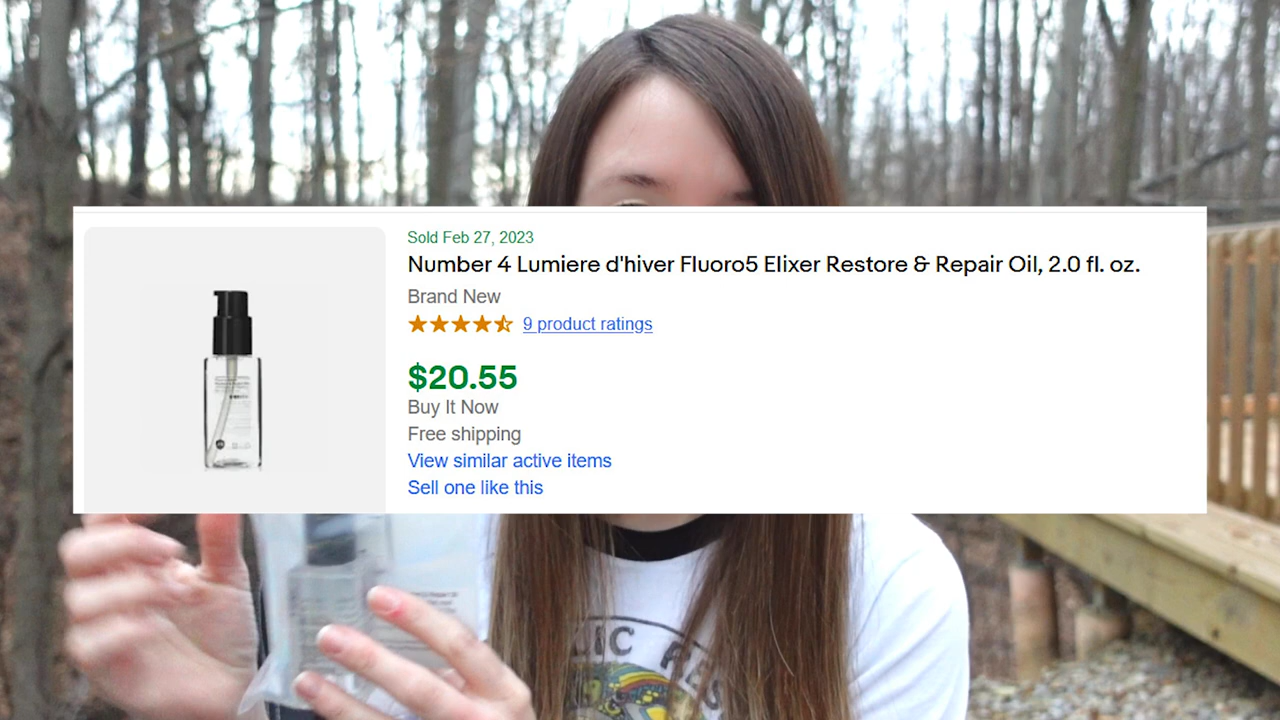 Sold Feb 27, 2023
Number 4 Lumiere d'hiver Fluoro5 Elixer Restore & Repair Oil, 2.0 fl. oz.
Brand New
9 product ratings
$20.55
Buy It Now
Free shipping
View similar active items
Sell one like this